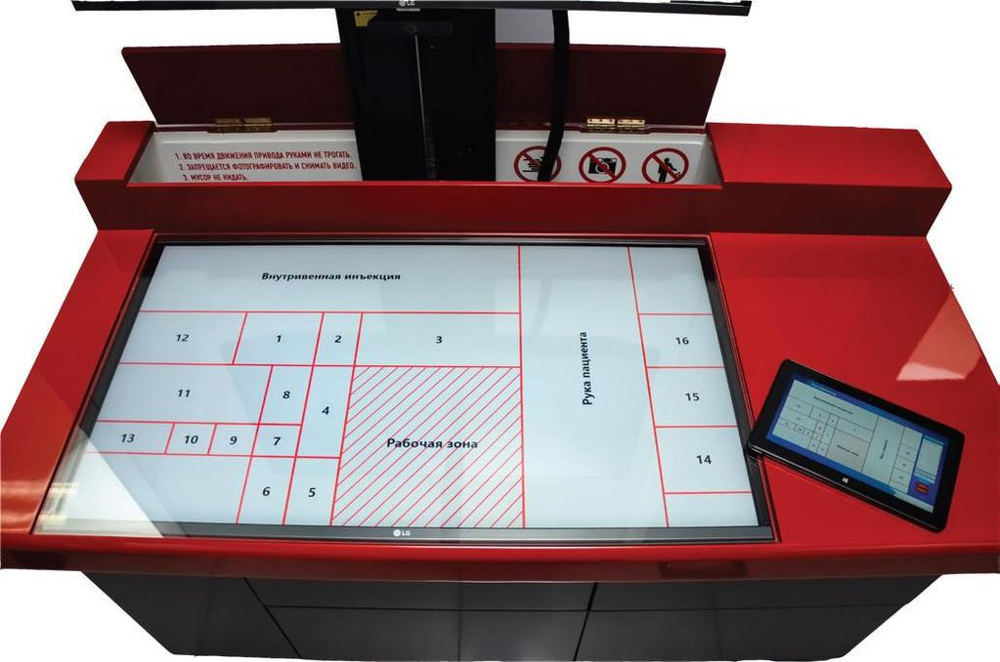 LG
1. ВО ВРЕМЯ ДВИЖЕНИЯ ПРИВОДА РУКАМИ НЕ ТРОГАТЬ.
2. ЗАПРЕЩАЕТСЯ ФОТОГРАФИРОВАТЬ И СНИМАТЬ ВИДЕО.
3. МУСОР НЕ КИДАТЬ.
Внутривенная инъекция
12 1 2 3
11 8 4
13 10 9 7
6 5
Рабочая зона
Рука пациента
16
15
14
LG